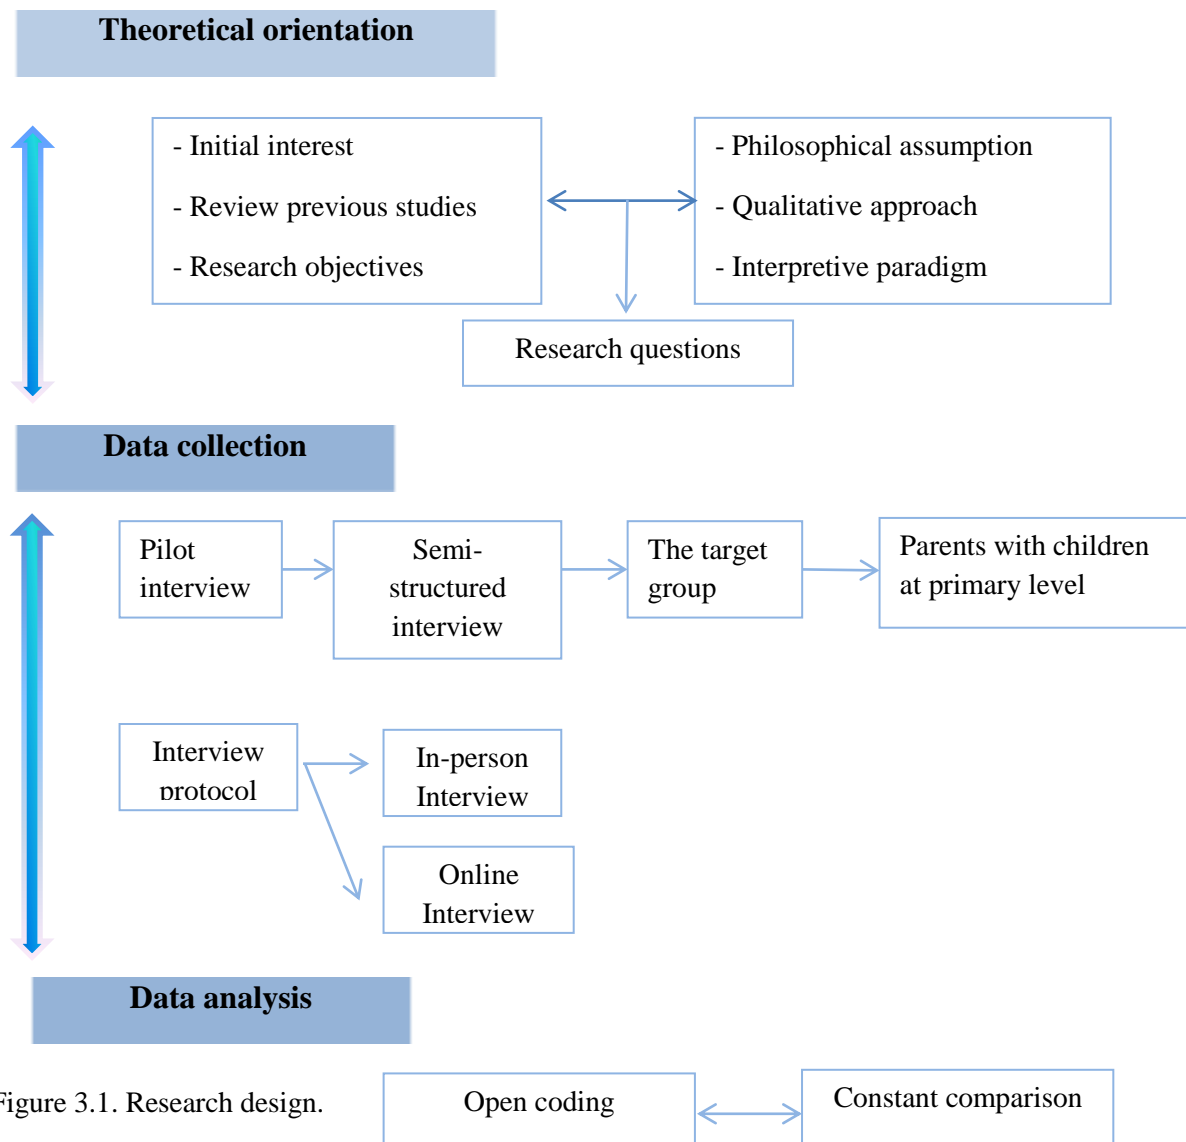 Theoretical orientation
- Initial interest
- Review previous studies
- Research objectives
- Philosophical assumption
- Qualitative approach
- Interpretive paradigm
Research questions
Data collection
Pilot
interview
Semi-
structured
interview
The target
group
Parents with children
at primary level
Interview
protocol
In-person
Interview
Online
Interview
Data analysis
Figure 3.1. Research design.
Open coding
Constant comparison